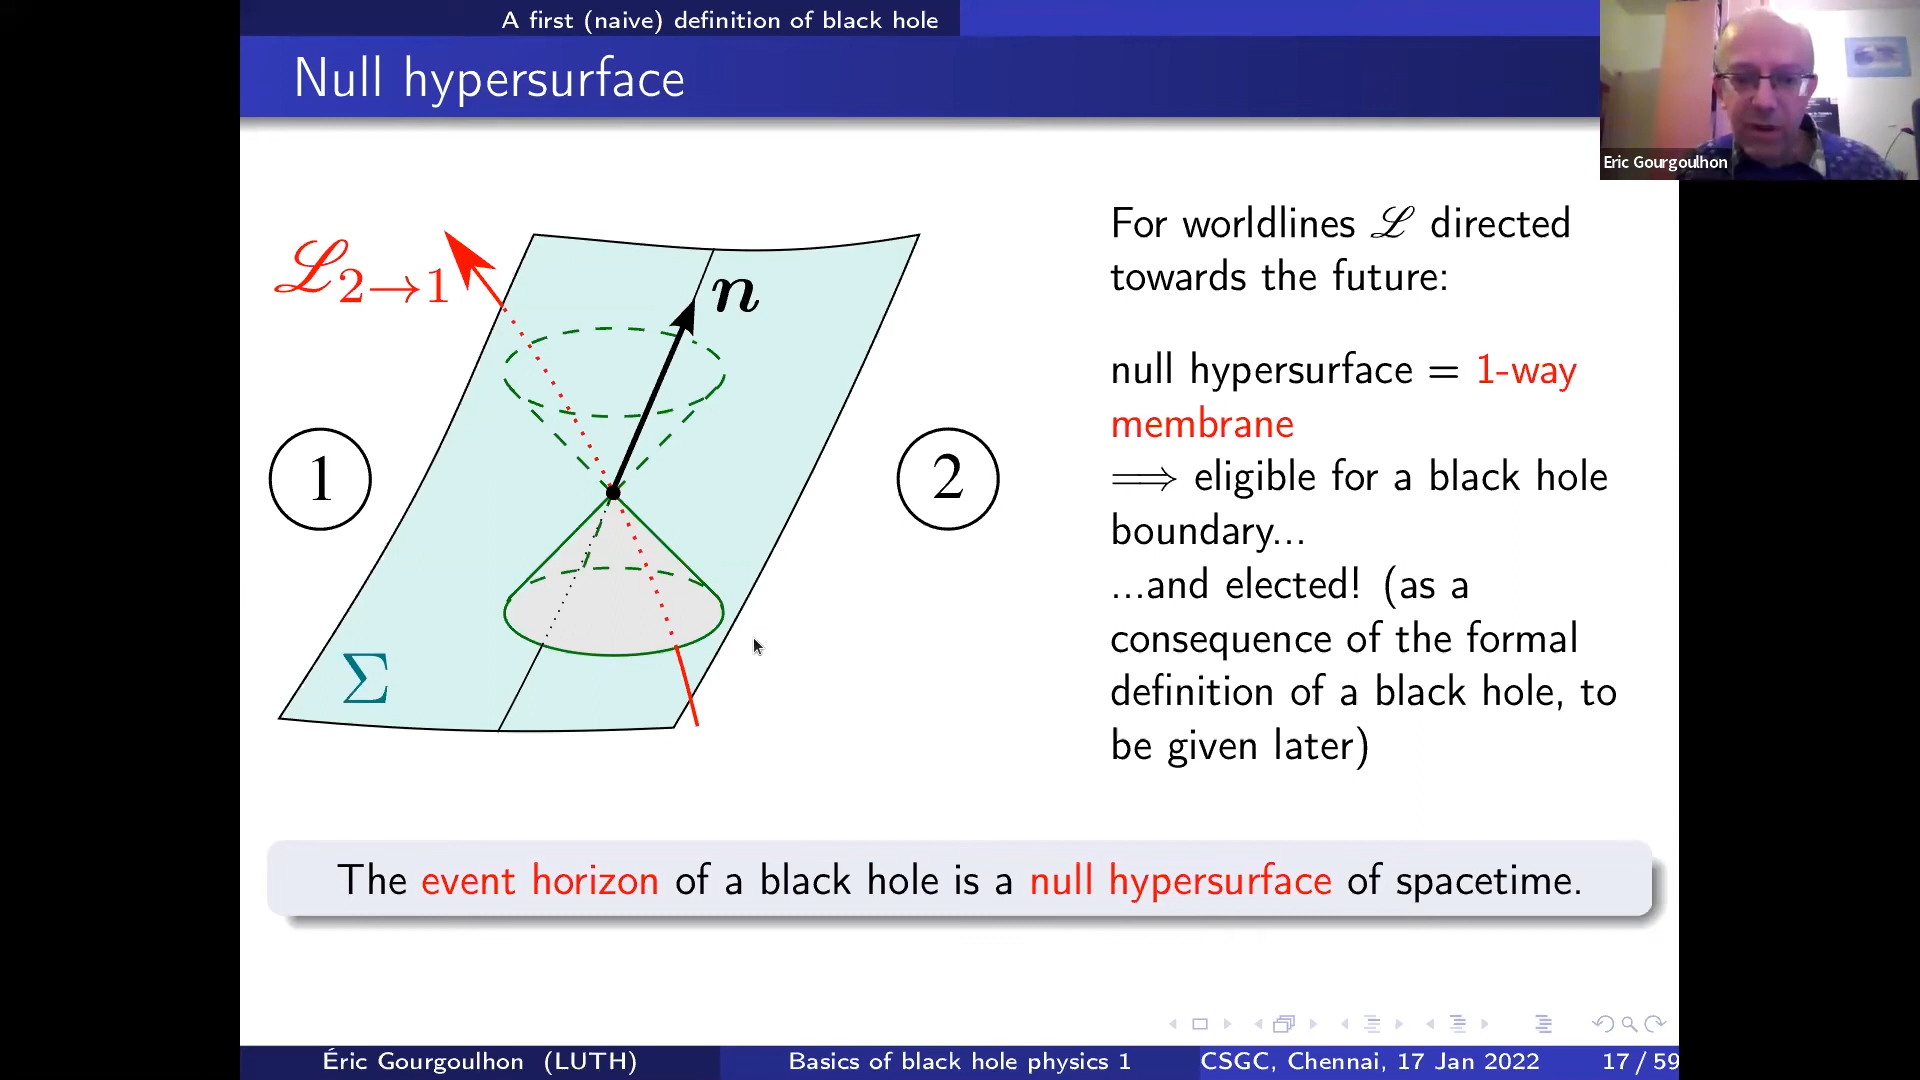 A first (naive) definition of black hole
Null hypersurface
Eric Gourgoulhon
ℒ2→1
n
1
2
Σ
For worldlines ℒ directed
towards the future:
null hypersurface = 1-way
membrane
⟹ eligible for a black hole
boundary...
...and elected! (as a
consequence of the formal
definition of a black hole, to
be given later)
The event horizon of a black hole is a null hypersurface of spacetime.
Éric Gourgoulhon (LUTH)
Basics of black hole physics 1
CSGC, Chennai, 17 Jan 2022
17 / 59